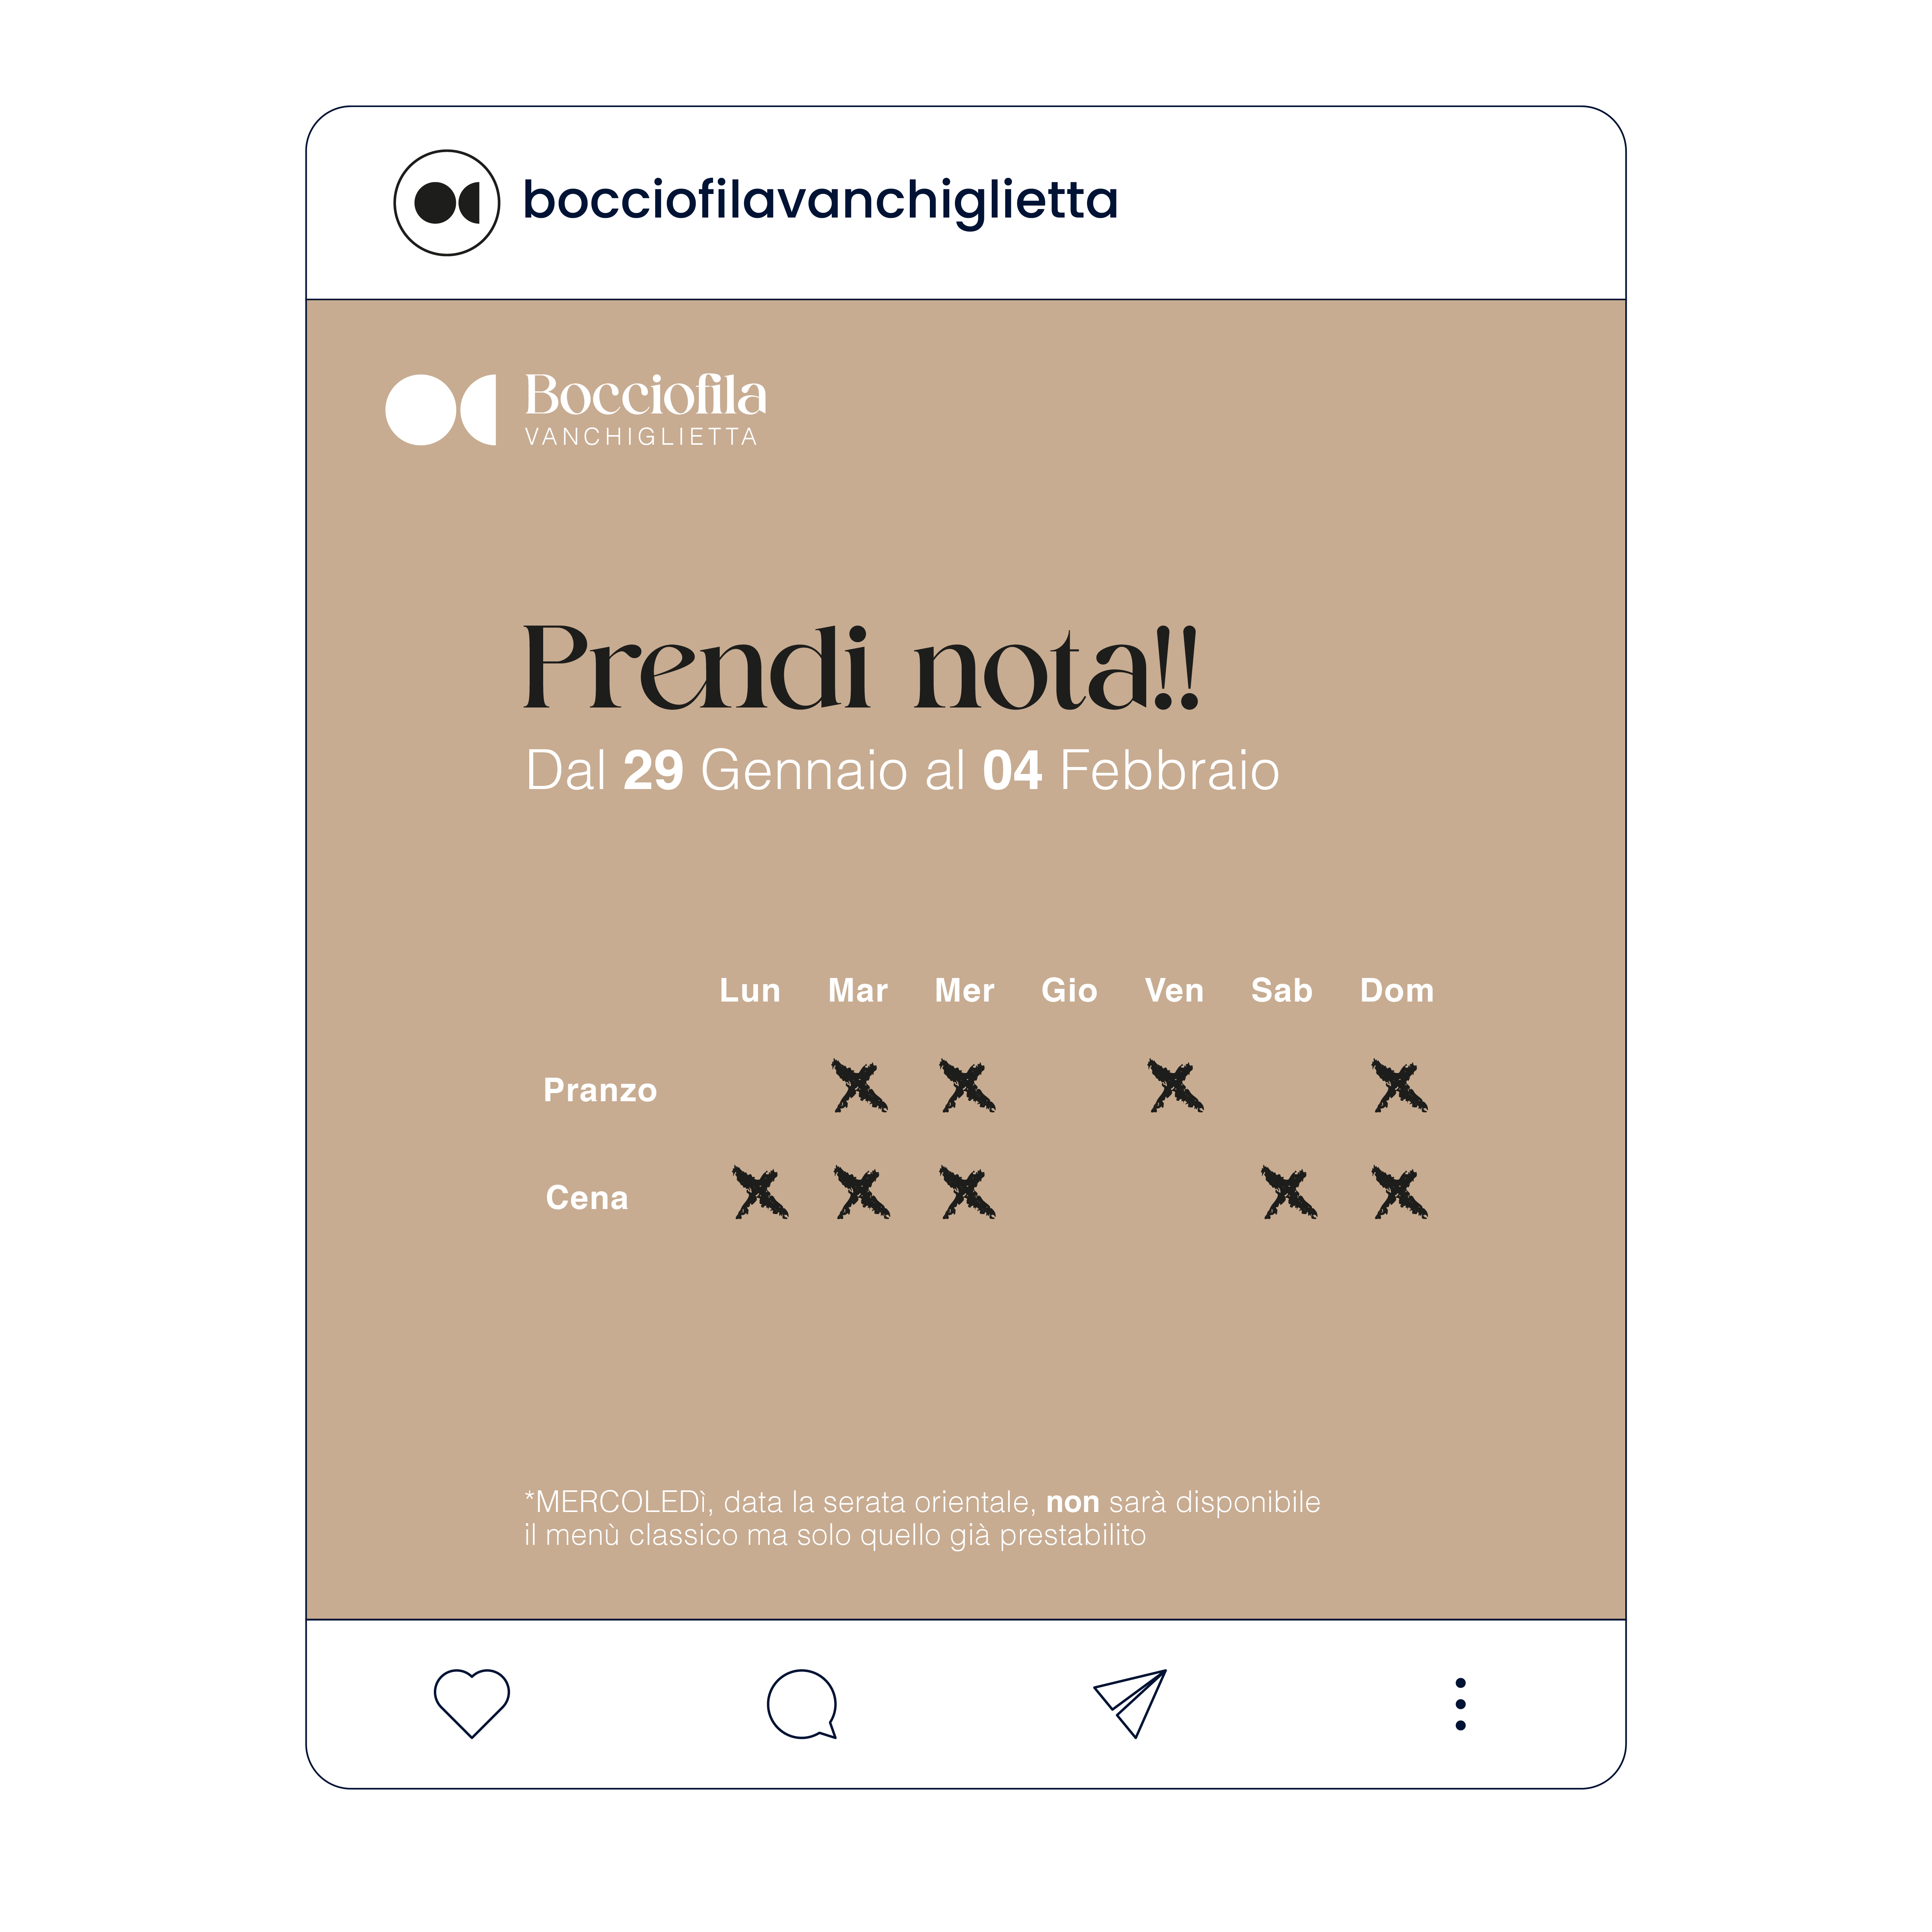 bocciofilavanchiglietta
Bocciofila
VANCHIGLIETTA
Prendi nota!!
Dal 29 Gennaio al 04 Febbraio
Lun Mar Mer Gio Ven Sab Dom
Pranzo
Cena
*MERCOLEDì, data la serata orientale, non sarà disponibile
il menù classico ma solo quello già prestabilito